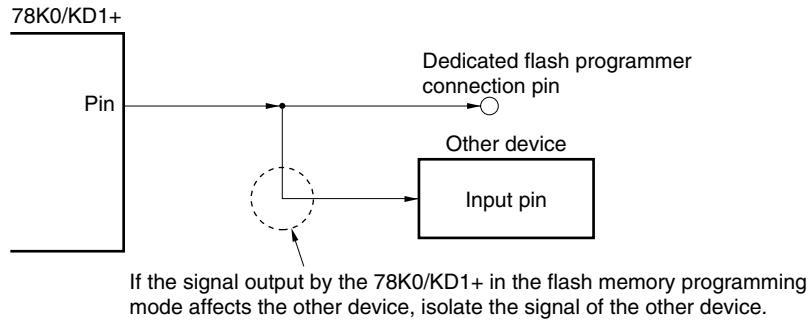 78K0/KD1+
Pin
Dedicated flash programmer
connection pin
Other device
Input pin
If the signal output by the 78K0/KD1+ in the flash memory programming
mode affects the other device, isolate the signal of the other device.